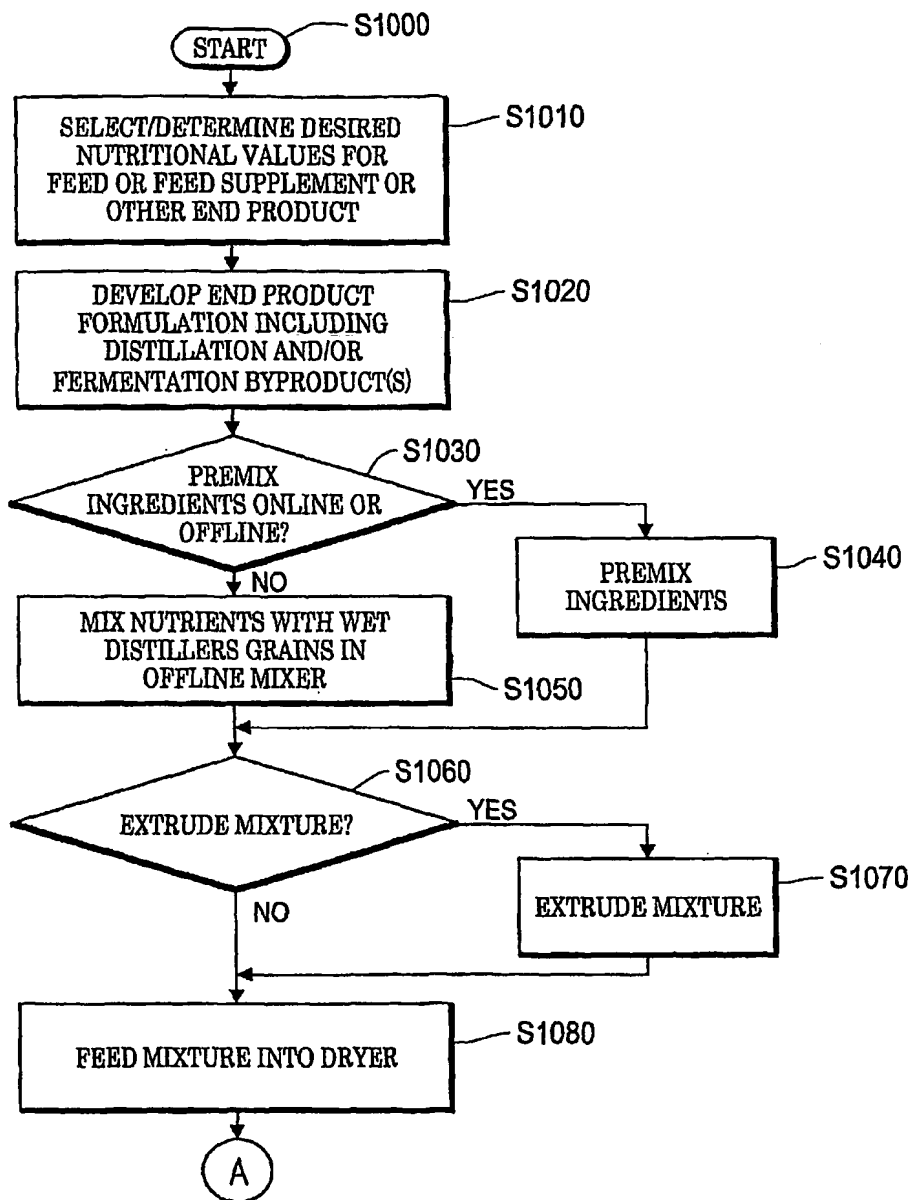 START
S1000
SELECT/DETERMINE DESIRED
NUTRITIONAL VALUES FOR
FEED OR FEED SUPPLEMENT OR
OTHER END PRODUCT
S1010
DEVELOP END PRODUCT
FORMULATION INCLUDING
DISTILLATION AND/OR
FERMENTATION BYPRODUCT(S)
S1020
PREMIX
INGREDIENTS ONLINE OR
OFFLINE?
S1030
YES
NO
PREMIX
INGREDIENTS
S1040
MIX NUTRIENTS WITH WET
DISTILLERS GRAINS IN
OFFLINE MIXER
S1050
EXTRUDE MIXTURE?
S1060
YES
NO
EXTRUDE MIXTURE
S1070
FEED MIXTURE INTO DRYER
S1080
A